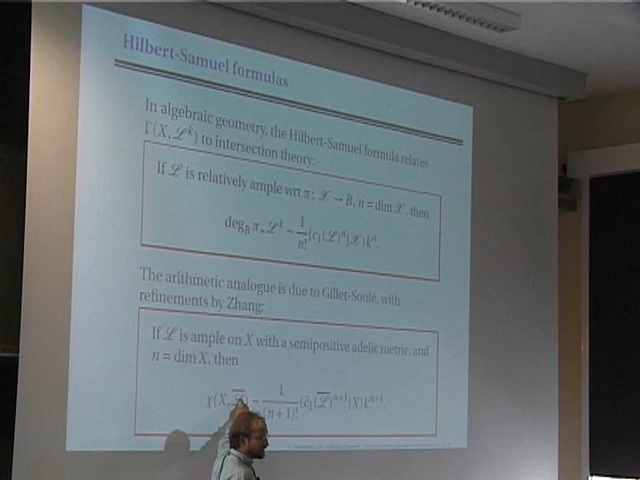 Hilbert-Samuel formulas
In algebraic geometry, the Hilbert-Samuel formula relates
Γ(X, ℒ^k) to intersection theory:
If ℒ is relatively ample wrt π: 𝒳 → B, n = dim 𝒳, then
deg_B π_* ℒ^k ~ 1/n! (c_1(ℒ)^n|𝒳)k^n.
The arithmetic analogue is due to Gillet-Soulé, with
refinements by Zhang:
If ℒ is ample on X with a semipositive adelic metric, and
n = dim X, then
χ(X, ~ 1/(n+1)! (ĉ_1(ℒ̅)^{n+1}|X)k^{n+1}.